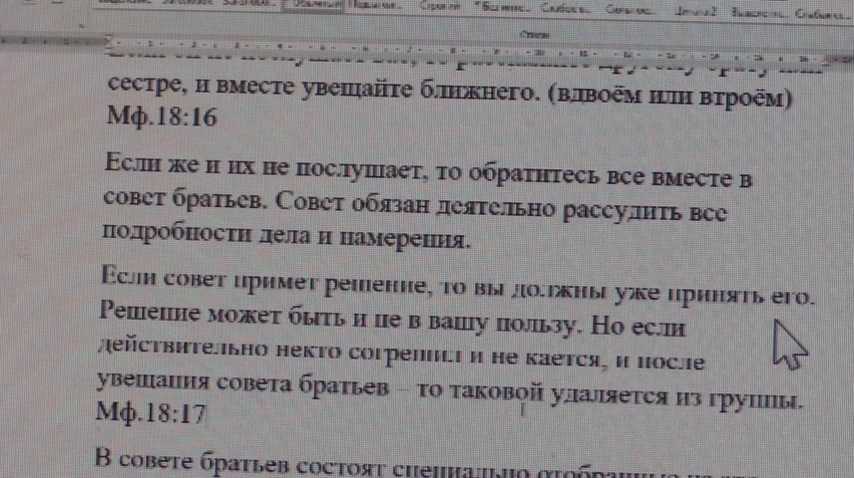 сестре, и вместе увещайте ближнего. (вдвоём или втроём)
Мф.18:16
Если же и их не послушает, то обратитесь все вместе в
совет братьев. Совет обязан деятельно рассудить все
подробности дела и намерения.
Если совет примет решение, то вы должны уже принять его.
Решение может быть и не в вашу пользу. Но если
действительно некто согрешил и не кается, и после
увещания совета братьев – то таковой удаляется из группы.
Мф.18:17
В совете братьев состоят специально отобранные